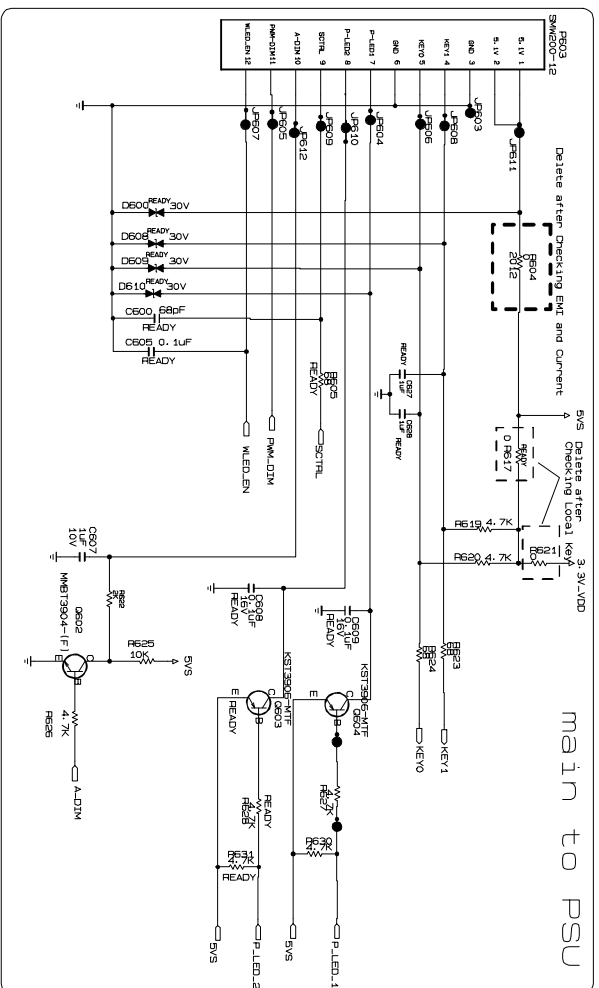 main to PSU
P603
SMW200-12
5.1V 1
5.1V 2
GND 3
KEY1 4
KEY0 5
GND 6
P-LED1 7
P-LED2 8
SCTRL 9
A-DIM 10
PWM-DIM11
WLED_EN 12
JP611
JP603
JP608
JP606
JP604
JP610
JP609
JP612
JP605
JP607
Delete after Checking EMI and Current
R604
0
2012
5VS
READY
0 R617
Delete after
Checking Local Key
3.3V_VDD
R621
R619 4.7K
R620 4.7K
R623
68
R624
68
KEY1
KEY0
D600 READY 30V
D608 READY 30V
D609 READY 30V
D610 READY 30V
C600 68pF
READY
C605 0.1uF
READY
R605
68
READY
READY
C627
1uF
C628
1uF
READY
SCTRL
PWM_DIM
WLED_EN
C609
0.1uF
16V
READY
C608
0.1uF
16V
READY
KST3906-MTF
Q604
E
C
B
R627
4.7K
R630
4.7K
P_LED_1
5VS
KST3906-MTF
Q603
E
C
B
READY
READY
R628
4.7K
R631
4.7K
READY
P_LED_2
5VS
C607
1uF
10V
R622
2K
R625
10K
5VS
Q602
MMBT3904-(F)
E
C
B
4.7K
R626
A_DIM